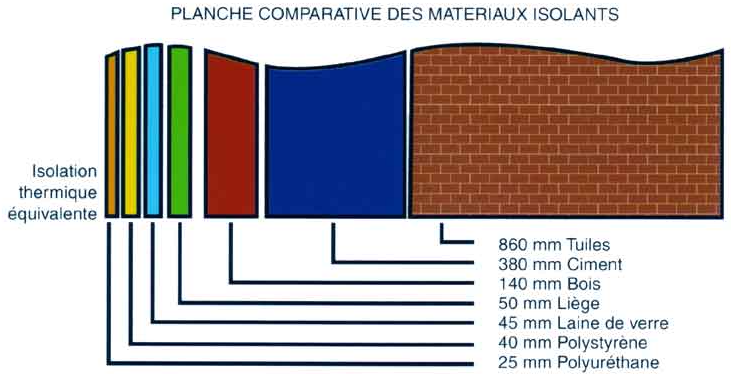 PLANCHE COMPARATIVE DES MATERIAUX ISOLANTS
Isolation
thermique
équivalente
860 mm Tuiles
380 mm Ciment
140 mm Bois
50 mm Liège
45 mm Laine de verre
40 mm Polystyrène
25 mm Polyuréthane